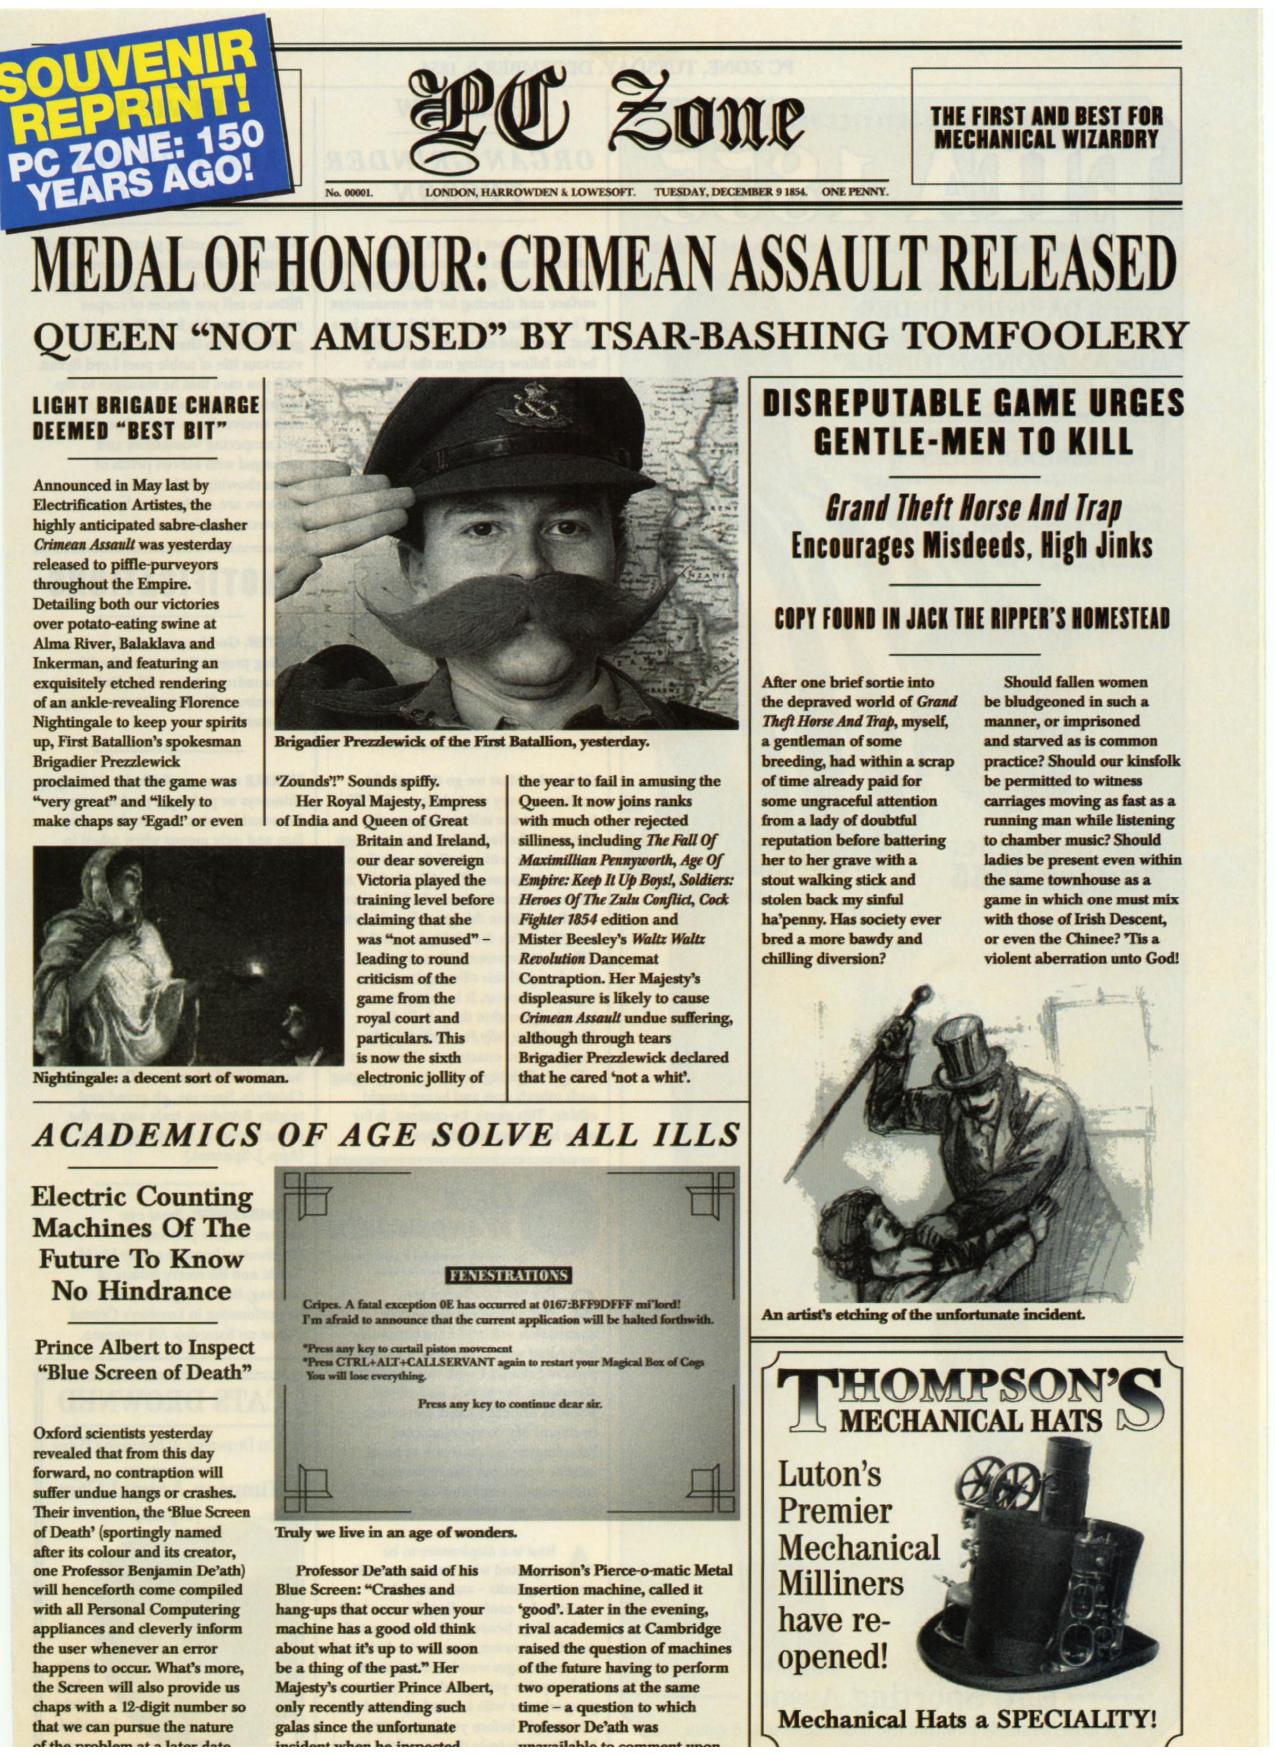 SOUVENIR
REPRINT!
PC ZONE: 150
YEARS AGO!
PC Zone
THE FIRST AND BEST FOR
MECHANICAL WIZARDRY
No. 00001. LONDON, HARROWDEN & LOWESOFT. TUESDAY, DECEMBER 9 1854. ONE PENNY.
MEDAL OF HONOUR: CRIMEAN ASSAULT RELEASED
QUEEN “NOT AMUSED” BY TSAR-BASHING TOMFOOLERY
LIGHT BRIGADE CHARGE
DEEMED “BEST BIT”
Announced in May last by
Electrification Artistes, the
highly anticipated sabre-clasher
Crimean Assault was yesterday
released to piffle-purveyors
throughout the Empire.
Detailing both our victories
over potato-eating swine at
Alma River, Balaklava and
Inkerman, and featuring an
exquisitely etched rendering
of an ankle-revealing Florence
Nightingale to keep your spirits
up, First Batallion's spokesman
Brigadier Prezzlewick
proclaimed that the game was
“very great” and “likely to
make chaps say ‘Egad!’ or even
Brigadier Prezzlewick of the First Batallion, yesterday.
‘Zounds’!” Sounds spiffy.
Her Royal Majesty, Empress
of India and Queen of Great
Britain and Ireland,
our dear sovereign
Victoria played the
training level before
claiming that she
was “not amused” –
leading to round
criticism of the
game from the
royal court and
particulars. This
is now the sixth
electronic jollity of
Nightingale: a decent sort of woman.
the year to fail in amusing the
Queen. It now joins ranks
with much other rejected
silliness, including The Fall Of
Maximillian Pennyworth, Age Of
Empire: Keep It Up Boys!, Soldiers:
Heroes Of The Zulu Conflict, Cock
Fighter 1854 edition and
Mister Beesley's Waltz Waltz
Revolution Dancemat
Contraption. Her Majesty's
displeasure is likely to cause
Crimean Assault undue suffering,
although through tears
Brigadier Prezzlewick declared
that he cared ‘not a whit’.
DISREPUTABLE GAME URGES
GENTLE-MEN TO KILL
Grand Theft Horse And Trap
Encourages Misdeeds, High Jinks
COPY FOUND IN JACK THE RIPPER'S HOMESTEAD
After one brief sortie into
the depraved world of Grand
Theft Horse And Trap, myself,
a gentleman of some
breeding, had within a scrap
of time already paid for
some ungraceful attention
from a lady of doubtful
reputation before battering
her to her grave with a
stout walking stick and
stolen back my sinful
ha'penny. Has society ever
bred a more bawdy and
chilling diversion?
Should fallen women
be bludgeoned in such a
manner, or imprisoned
and starved as is common
practice? Should our kinsfolk
be permitted to witness
carriages moving as fast as a
running man while listening
to chamber music? Should
ladies be present even within
the same townhouse as a
game in which one must mix
with those of Irish Descent,
or even the Chinee? 'Tis a
violent aberration unto God!
An artist's etching of the unfortunate incident.
ACADEMICS OF AGE SOLVE ALL ILLS
Electric Counting
Machines Of The
Future To Know
No Hindrance
Prince Albert to Inspect
“Blue Screen of Death”
Oxford scientists yesterday
revealed that from this day
forward, no contraption will
suffer undue hangs or crashes.
Their invention, the ‘Blue Screen
of Death’ (sportingly named
after its colour and its creator,
one Professor Benjamin De'ath)
will henceforth come compiled
with all Personal Computering
appliances and cleverly inform
the user whenever an error
happens to occur. What's more,
the Screen will also provide us
chaps with a 12-digit number so
that we can pursue the nature
of the problem at a later date
FENESTRATIONS
Cripes. A fatal exception 0E has occurred at 0167:BFF9DFFF mi'lord!
I'm afraid to announce that the current application will be halted forthwith.
*Press any key to curtail piston movement
*Press CTRL+ALT+CALLSERVANT again to restart your Magical Box of Cogs
You will lose everything.
Press any key to continue dear sir.
Truly we live in an age of wonders.
Professor De'ath said of his
Blue Screen: “Crashes and
hang-ups that occur when your
machine has a good old think
about what it's up to will soon
be a thing of the past.” Her
Majesty's courtier Prince Albert,
only recently attending such
galas since the unfortunate
incident when he inspected
Morrison's Pierce-o-matic Metal
Insertion machine, called it
‘good’. Later in the evening,
rival academics at Cambridge
raised the question of machines
of the future having to perform
two operations at the same
time – a question to which
Professor De'ath was
unavailable to comment upon
THOMPSON'S
MECHANICAL HATS
Luton's
Premier
Mechanical
Milliners
have re-
opened!
Mechanical Hats a SPECIALITY!